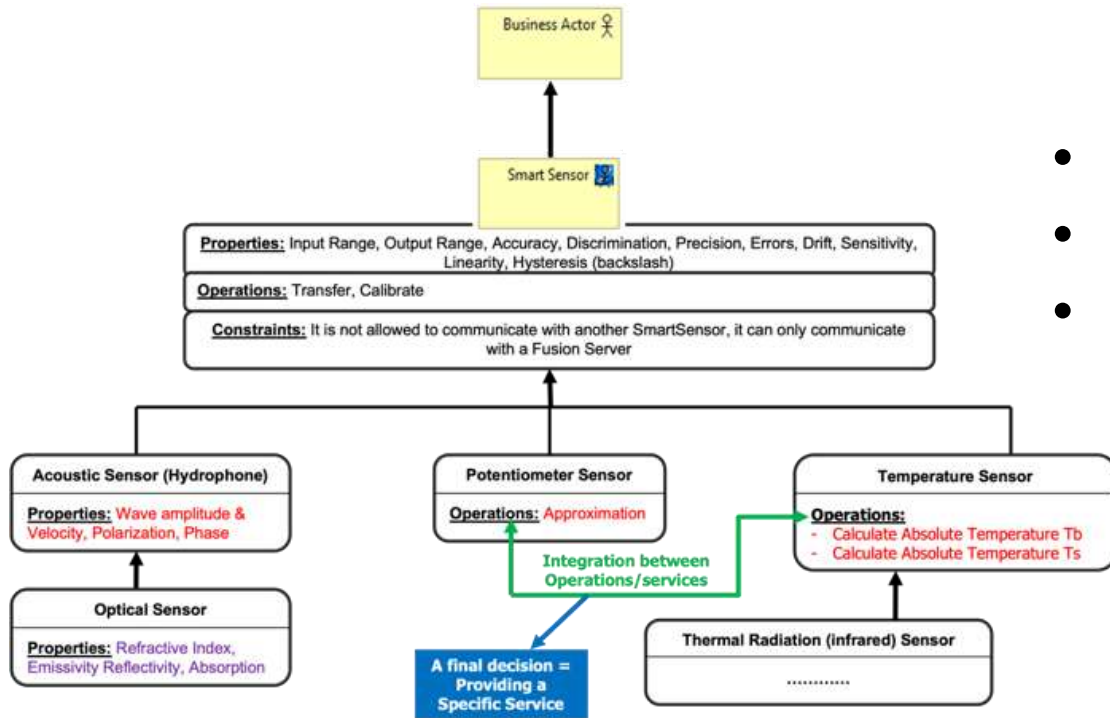 Business Actor
Smart Sensor
Properties: Input Range, Output Range, Accuracy, Discrimination, Precision, Errors, Drift, Sensitivity,
Linearity, Hysteresis (backslash)
Operations: Transfer, Calibrate
Constraints: It is not allowed to communicate with another SmartSensor, it can only communicate
with a Fusion Server
Acoustic Sensor (Hydrophone)
Properties: Wave amplitude &
Velocity, Polarization, Phase
Potentiometer Sensor
Operations: Approximation
Temperature Sensor
Operations:
- Calculate Absolute Temperature Tb
- Calculate Absolute Temperature Ts
Integration between
Operations/services
Optical Sensor
Properties: Refractive Index,
Emissivity Reflectivity, Absorption
A final decision =
Providing a
Specific Service
Thermal Radiation (infrared) Sensor
............